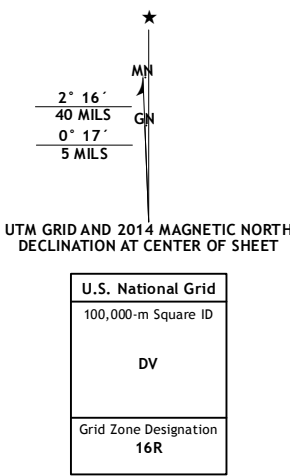 ★
MN
2° 16´
40 MILS
GN
0° 17´
5 MILS
UTM GRID AND 2014 MAGNETIC NORTH
DECLINATION AT CENTER OF SHEET
U.S. National Grid
100,000-m Square ID
DV
Grid Zone Designation
16R